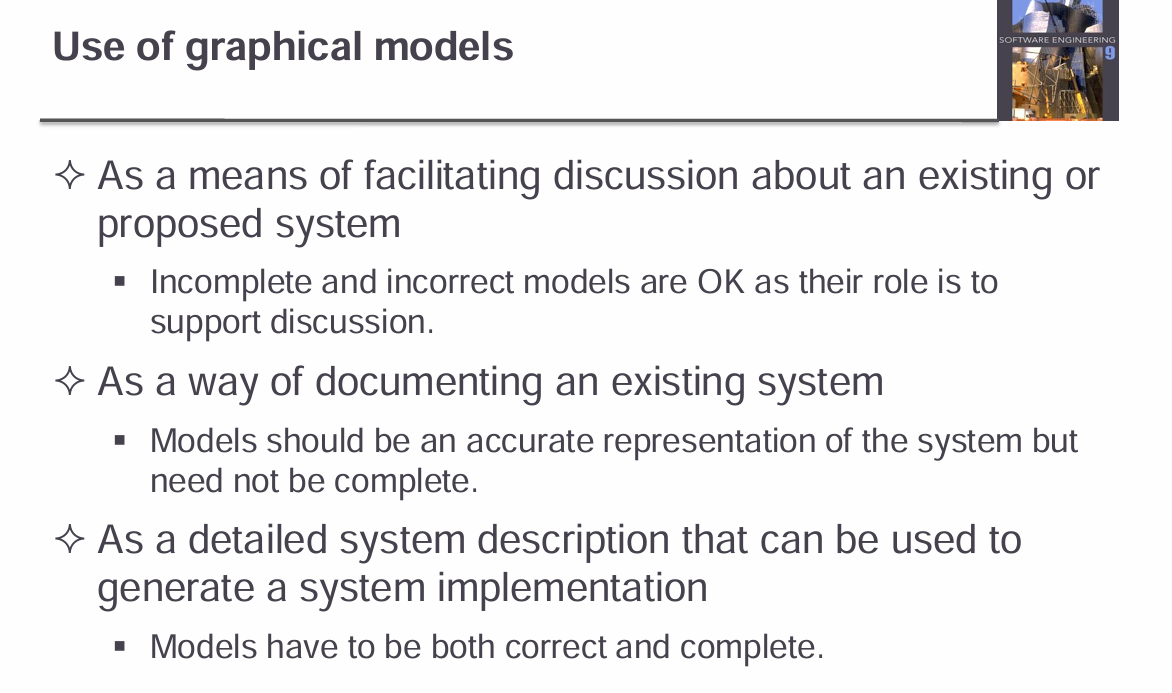 Use of graphical models
SOFTWARE ENGINEERING
9
✧ As a means of facilitating discussion about an existing or
proposed system
▪ Incomplete and incorrect models are OK as their role is to
support discussion.
✧ As a way of documenting an existing system
▪ Models should be an accurate representation of the system but
need not be complete.
✧ As a detailed system description that can be used to
generate a system implementation
▪ Models have to be both correct and complete.